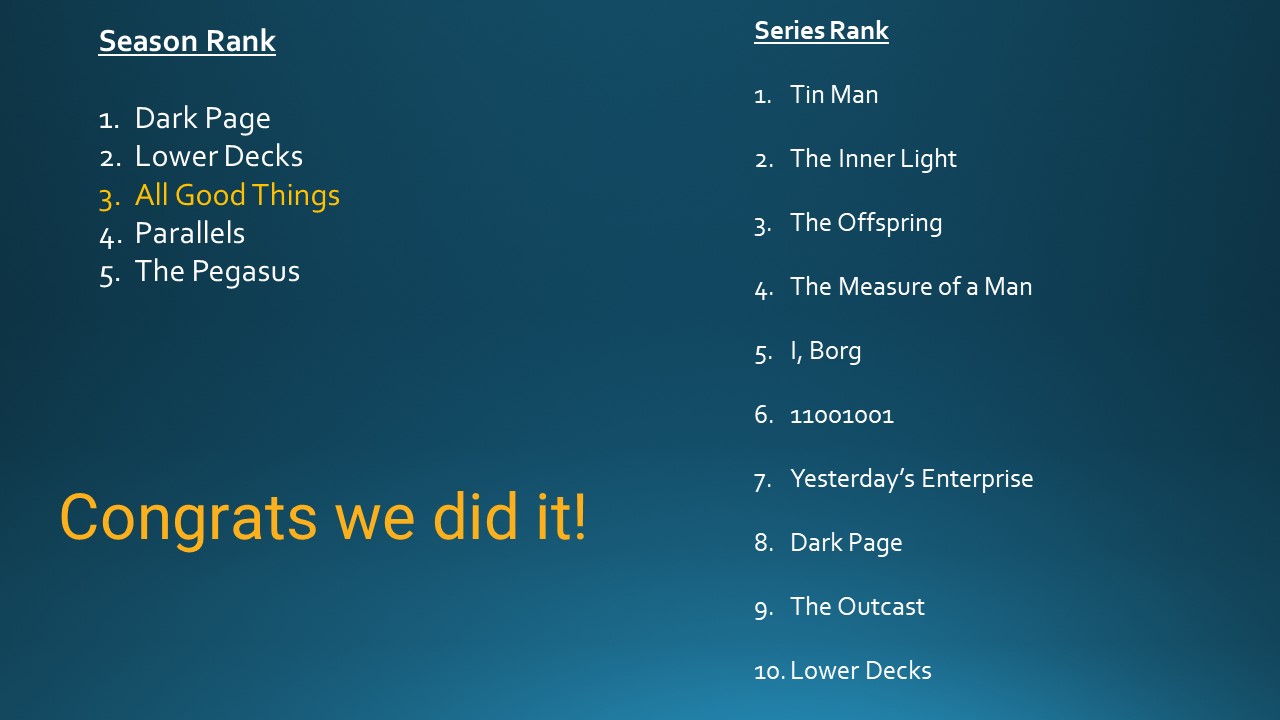 Season Rank
1. Dark Page
2. Lower Decks
3. All Good Things
4. Parallels
5. The Pegasus
Congrats we did it!
Series Rank
1. Tin Man
2. The Inner Light
3. The Offspring
4. The Measure of a Man
5. I, Borg
6. 11001001
7. Yesterday’s Enterprise
8. Dark Page
9. The Outcast
10. Lower Decks